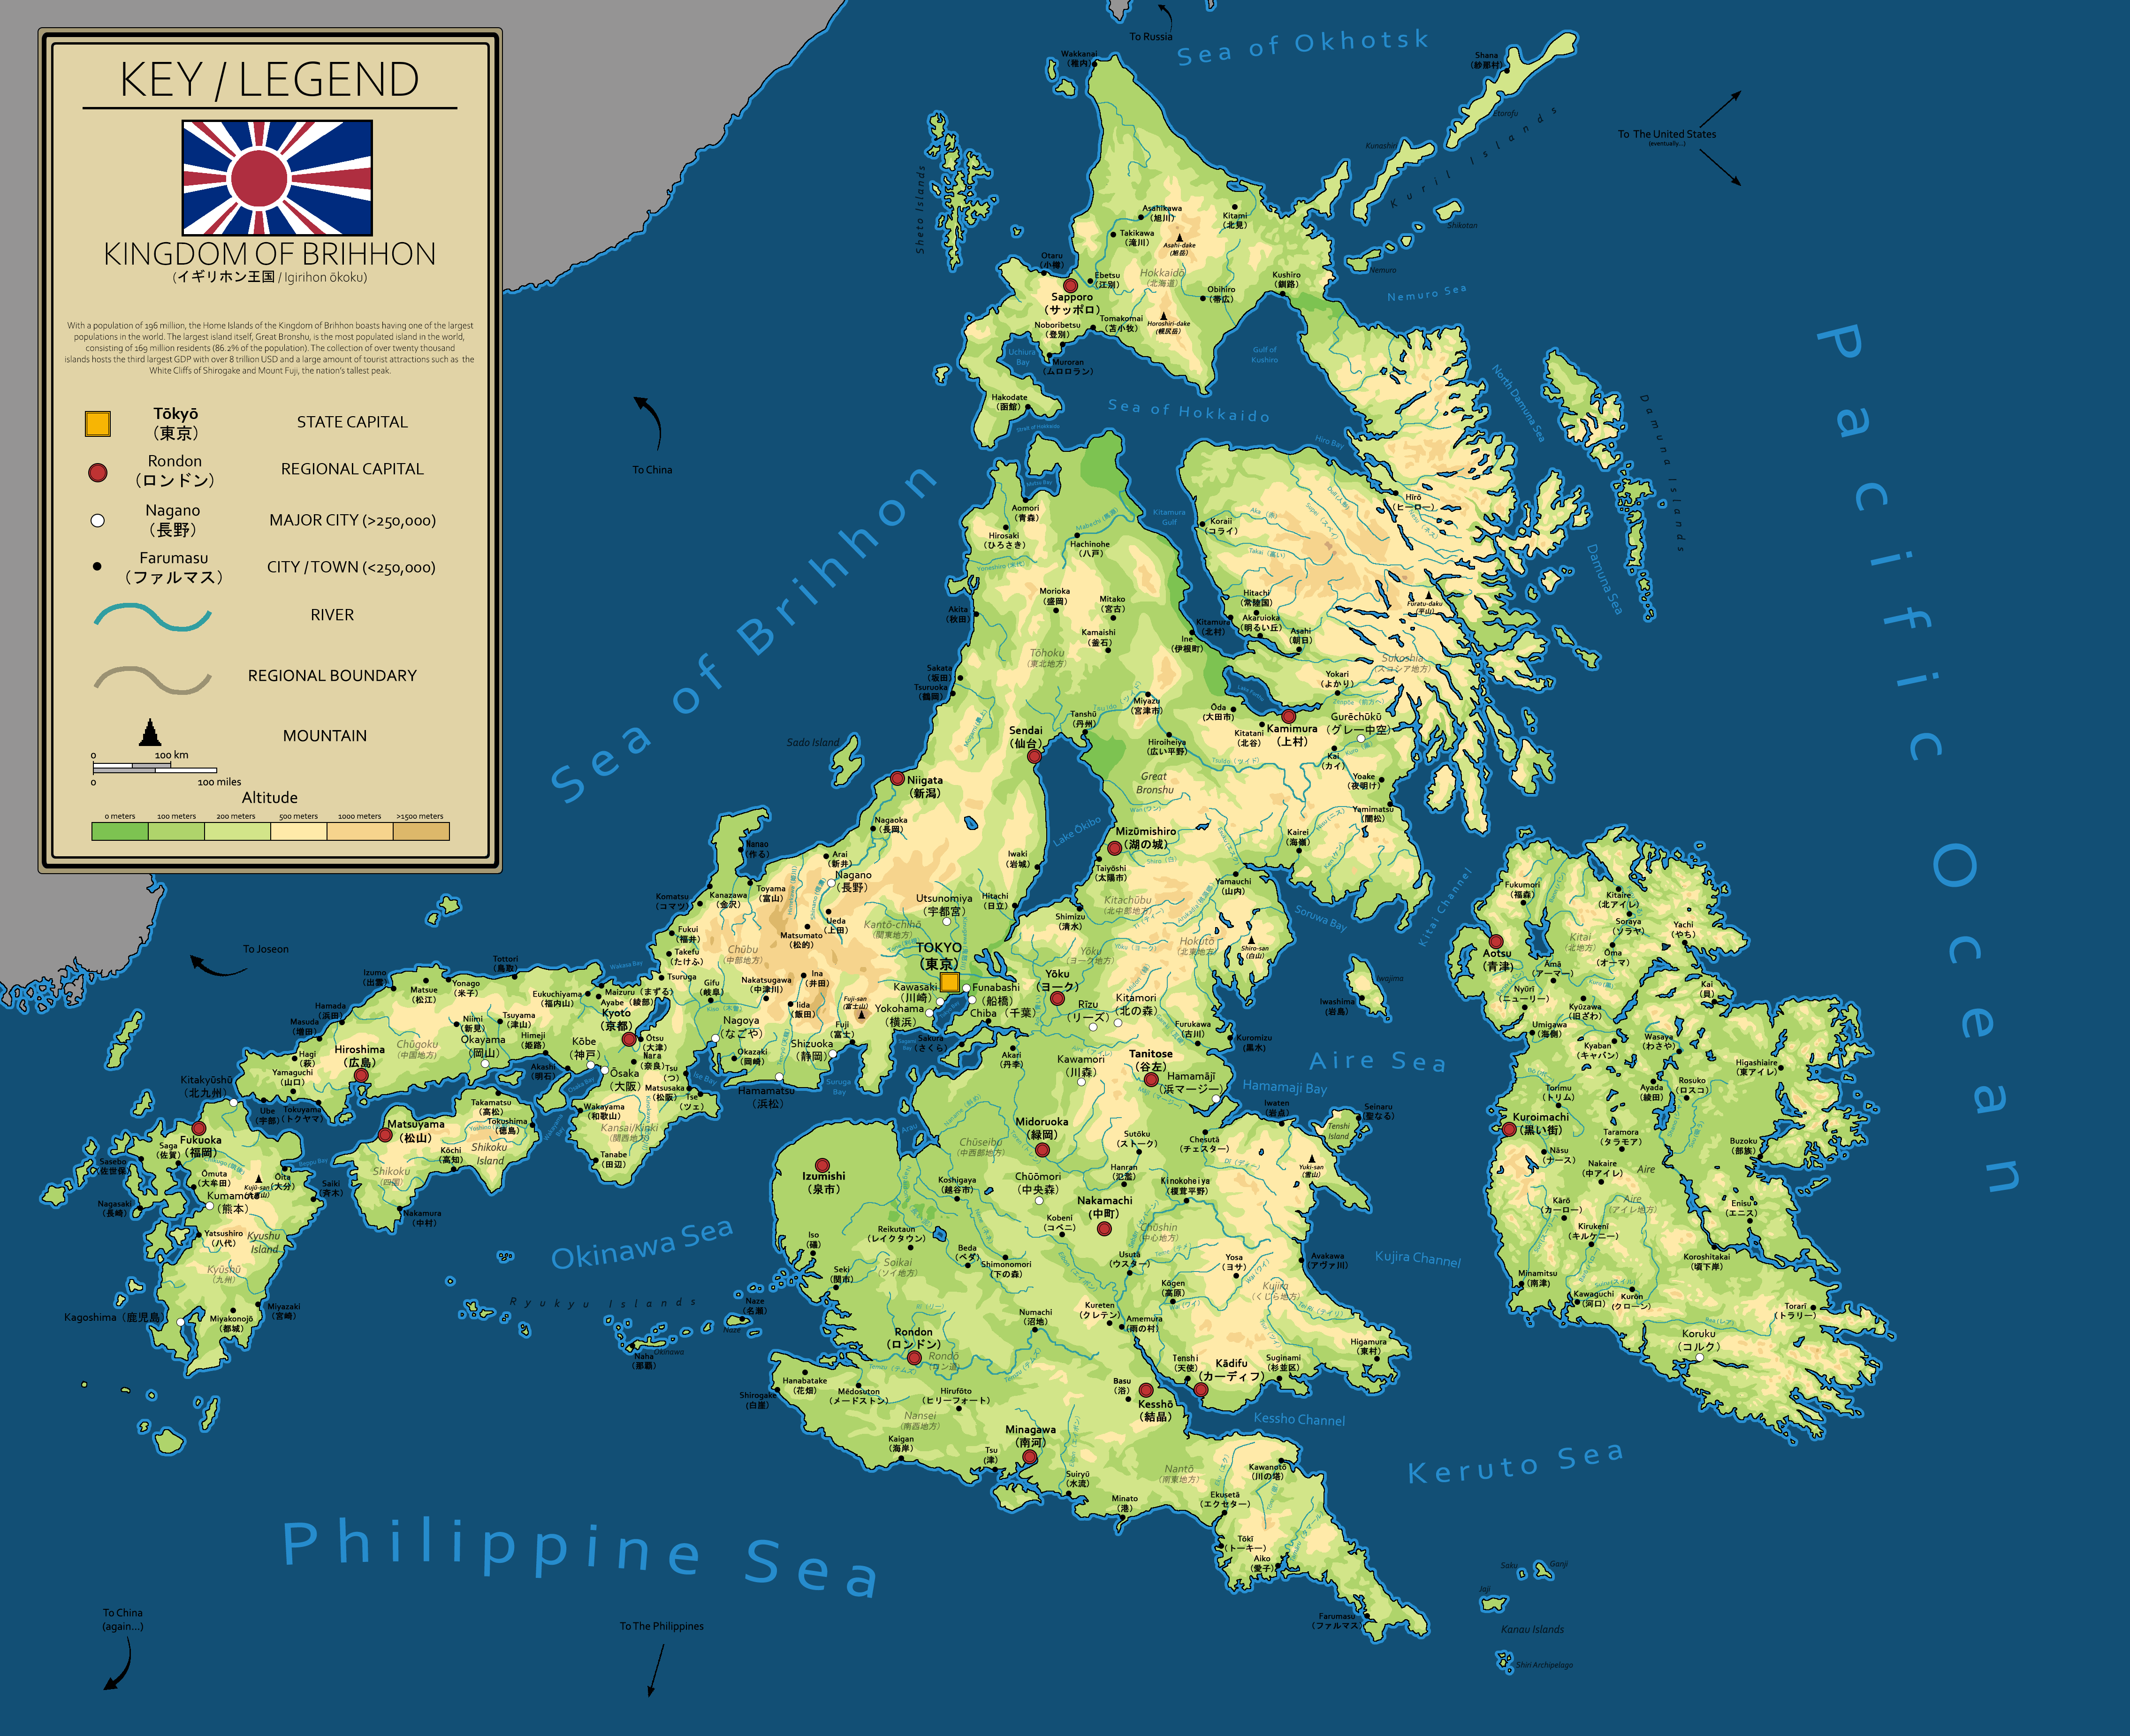 KEY / LEGEND
KINGDOM OF BRIHHON
(イギリホン王国 / Igirihon ōkoku)
With a population of 196 million, the Home Islands of the Kingdom of Brihhon boasts having one of the largest
populations in the world. The largest island itself, Great Bronshu, is the most populated island in the world,
consisting of 169 million residents (86.2% of the population). The collection of over twenty thousand
islands hosts the third largest GDP with over 8 trillion USD and a large amount of tourist attractions such as the
White Cliffs of Shirogake and Mount Fuji, the nation's tallest peak.
Tōkyō
(東京)
STATE CAPITAL
Rondon
(ロンドン)
REGIONAL CAPITAL
Nagano
(長野)
MAJOR CITY (>250,000)
Farumasu
(ファルマス)
CITY / TOWN (<250,000)
RIVER
REGIONAL BOUNDARY
MOUNTAIN
0 100 km
0 100 miles
Altitude
0 meters 100 meters 200 meters 500 meters 1000 meters >1500 meters
To Russia
Sea of Okhotsk
To The United States
(eventually...)
To China
To Joseon
To China
(again...)
To The Philippines
Sea of Brihhon
Pacific Ocean
Philippine Sea
Okinawa Sea
Keruto Sea
Aire Sea
Sea of Hokkaido
Nemuro Sea
North Damuna Sea
Damuna Sea
Damuna Islands
Kuril Islands
Sheto Islands
Ryukyu Islands
Kanau Islands
Shiri Archipelago
Kitai Channel
Kujira Channel
Kessho Channel
Hamamaji Bay
Soruwa Bay
Lake Ōkibo
Kitamura
Gulf
Gulf of
Kushiro
Uchiura
Bay
Hiro Bay
Suruga
Bay
Wakkanai
(稚内)
Shana
(紗那村)
Etorofu
Kunashiri
Shikotan
Nemuro
Asahikawa
(旭川)
Takikawa
(滝川)
Kitami
(北見)
Asahi-dake
(旭岳)
Hokkaidō
(北海道)
Otaru
(小樽)
Ebetsu
(江別)
Sapporo
(サッポロ)
Obihiro
(帯広)
Kushiro
(釧路)
Horoshiri-dake
(幌尻岳)
Noboribetsu
(登別)
Tomakomai
(苫小牧)
Muroran
(ムロロラン)
Hakodate
(函館)
Aomori
(青森)
Hirosaki
(ひろさき)
Hachinohe
(八戸)
Koraii
(コライ)
Hīrō
(ヒーロー)
Morioka
(盛岡)
Mitako
(宮古)
Akita
(秋田)
Kamaishi
(釜石)
Tōhoku
(東北地方)
Hitachi
(常陸国)
Akaruioka
(明るい丘)
Kitamura
(北村)
Ine
(伊根町)
Asahi
(朝日)
Furatu-daku
(平山)
Sukoshia
(スコシア地方)
Sakata
(坂田)
Tsuruoka
(鶴岡)
Yokari
(よかり)
Miyazu
(宮津市)
Tanshū
(丹州)
Ōda
(大田市)
Kitatani
(北谷)
Kamimura
(上村)
Gurēchūkū
(グレー中空)
Sendai
(仙台)
Hiroiheiya
(広い平野)
Kai
(カイ)
Yoake
(夜明け)
Great
Bronshu
Yamimatsu
(闇松)
Sado Island
Niigata
(新潟)
Nagaoka
(長岡)
Mizūmishiro
(湖の城)
Taiyōshi
(太陽市)
Kairei
(海嶺)
Iwaki
(岩城)
Yamauchi
(山内)
Nanao
(作る)
Arai
(新井)
Nagano
(長野)
Toyama
(富山)
Kanazawa
(金沢)
Komatsu
(コマツ)
Ueda
(上田)
Matsumato
(松的)
Utsunomiya
(宇都宮)
Hitachi
(日立)
Shimizu
(清水)
Kitachūbu
(北中部地方)
Kantō-chihō
(関東地方)
Fukui
(福井)
Takefu
(たけふ)
Chūbu
(中部地方)
TOKYO
(東京)
Yōku
(ヨーク地方)
Hokutō
(北東地方)
Shiro-san
(白山)
Tsuruga
Gifu
(岐阜)
Nakatsugawa
(中津川)
Ina
(井田)
Iida
(飯田)
Fuji-san
(富士山)
Kawasaki
(川崎)
Funabashi
(船橋)
Yokohama
(横浜)
Chiba (千葉)
Yōku
(ヨーク)
Rīzu
(リーズ)
Kitamori
(北の森)
Furukawa
(古川)
Kuromizu
(黒水)
Iwojima
Iwashima
(岩島)
Tottori
(鳥取)
Izumo
(出雲)
Matsue
(松江)
Yonago
(米子)
Eukuchiyama
(福内山)
Maizuru (まずる)
Ayabe (綾部)
Kyoto
(京都)
Hamada
(浜田)
Masuda
(増田)
Niimi
(新見)
Tsuyama
(津山)
Okayama
(岡山)
Himeji
(姫路)
Kōbe
(神戸)
Ōtsu
(大津)
Nara
(奈良)
Ōsaka
(大阪)
Akashi
(明石)
Nagoya
(なごや)
Okazaki
(岡崎)
Shizuoka
(静岡)
Fuji
(富士)
Hamamatsu
(浜松)
Sakura
(さくら)
Akari
(丹季)
Kawamori
(川森)
Tanitose
(谷左)
Hamamājī
(浜マージー)
Chūgoku
(中国地方)
Hagi
(萩)
Hiroshima
(広島)
Yamaguchi
(山口)
Kitakyūshū
(北九州)
Ube
(宇部)
Tokuyama
(トクヤマ)
Takamatsu
(高松)
Tokushima
(徳島)
Tsu
(つ)
Matsusaka
(松阪)
Tse
(ツェ)
Wakayama
(和歌山)
Kansai/Kinki
(関西地方)
Tanabe
(田辺)
Matsuyama
(松山)
Kōchi
(高知)
Shikoku
Island
Shikoku
(四国)
Nakamura
(中村)
Fukuoka
(福岡)
Saga
(佐賀)
Sasebo
(佐世保)
Ōmuta
(大牟田)
Kumamoto
(熊本)
Ōita
(大分)
Saiki
(斉木)
Nagasaki
(長崎)
Yatsushiro
(八代)
Kyushu
Island
Kyūshū
(九州)
Miyazaki
(宮崎)
Miyakonojō
(都城)
Kagoshima (鹿児島)
Naze
(名瀬)
Naze
Naha
(那覇)
Okinawa
Iwaten
(岩点)
Seinaru
(聖なる)
Tenshi
Island
Yuki-san
(雪山)
Midoruoka
(緑岡)
Sutōku
(ストーク)
Chesutā
(チェスター)
Chūseibu
(中西部地方)
Izumishi
(泉市)
Koshigaya
(越谷市)
Chūōmori
(中央森)
Hanran
(氾濫)
Kinokoheiya
(榎茸平野)
Nakamachi
(中町)
Kobeni
(コベニ)
Chūshin
(中心地方)
Iso
(磯)
Reikutaun
(レイクタウン)
Soikai
(ソイ地方)
Beda
(ベダ)
Shimonomori
(下の森)
Usutā
(ウスター)
Yosa
(ヨサ)
Avakawa
(アヴァ川)
Seki
(関市)
Kōgen
(高原)
Kujira
(くじら地方)
Numachi
(沼地)
Kureten
(クレテン)
Amemura
(雨の村)
Rondon
(ロンドン)
Rondō
Higamura
(東村)
Hanabatake
(花畑)
Shirogake
(白崖)
Mēdosuton
(メードストン)
Hirufōto
(ヒリーフォート)
Nansei
(南西地方)
Tenshi
(天使)
Kādifu
(カーディフ)
Suginami
(杉並区)
Basu
(浴)
Kesshō
(結晶)
Kaigan
(海岸)
Minagawa
(南河)
Tsu
(津)
Suiryū
(水流)
Minato
(港)
Nantō
(南東地方)
Kawanotō
(川の塔)
Ekusetā
(エクセター)
Tōkī
(トーキー)
Aiko
(愛子)
Farumasu
(ファルマス)
Saku
Ganji
Jaji
Fukumori
(福森)
Kitaire
(北アイレ)
Soraya
(ソラヤ)
Yachi
(やち)
Kitai
(北地方)
Aotsu
(青津)
Āmā
(アーマー)
Ōma
(オーマ)
Nyūri
(ニューリー)
Kyūzawa
(旧ざわ)
Kai
(貝)
Umigawa
(海側)
Kyaban
(キャバン)
Wasaya
(わさや)
Higashiaire
(東アイレ)
Torimu
(トリム)
Ayada
(綾田)
Rosuko
(ロスコ)
Kuroimachi
(黒い街)
Taramora
(タラモア)
Buzoku
(部族)
Nāsu
(ナース)
Nakaire
(中アイレ)
Aire
Aire
(アイレ地方)
Kārō
(カーロー)
Kirukenī
(キルケニー)
Enisu
(エニス)
Koroshitakai
(頃下岸)
Minamitsu
(南津)
Kawaguchi
(河口)
Kurōn
(クローン)
Torarī
(トラリー)
Koruku
(コルク)